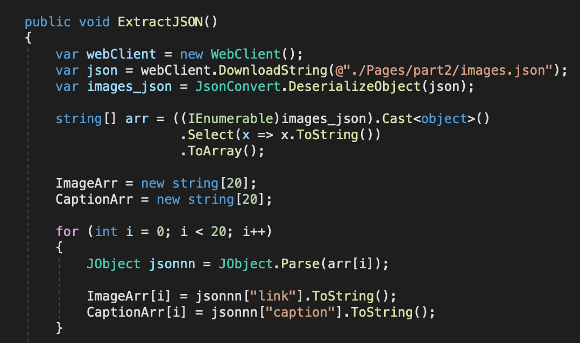 public void ExtractJSON()
{
var webClient = new WebClient();
var json = webClient.DownloadString(@"./Pages/part2/images.json");
var images_json = JsonConvert.DeserializeObject(json);
string[] arr = ((IEnumerable)images_json).Cast<object>()
.Select(x => x.ToString())
.ToArray();
ImageArr = new string[20];
CaptionArr = new string[20];
for (int i = 0; i < 20; i++)
{
JObject jsonnn = JObject.Parse(arr[i]);
ImageArr[i] = jsonnn["link"].ToString();
CaptionArr[i] = jsonnn["caption"].ToString();
}